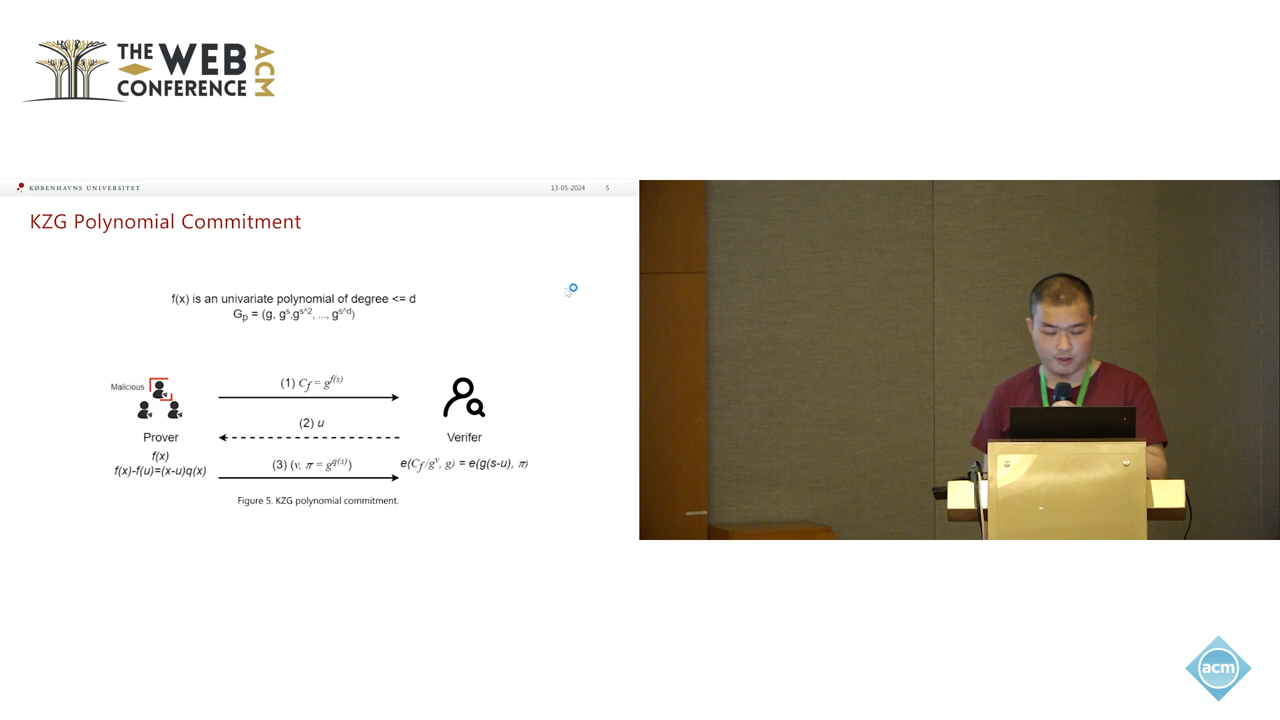 THE WEB
CONFERENCE
ACM
KØBENHAVNS UNIVERSITET
13-05-2024
5
KZG Polynomial Commitment
f(x) is an univariate polynomial of degree <= d
Gp = (g, g^s, g^s^2, ..., g^s^d)
Malicious
(1) Cf = g^f(s)
(2) u
Prover
Verifer
f(x)
f(x)-f(u)=(x-u)q(x)
(3) (v, π = g^q(s))
e(Cf/g^v, g) = e(g(s-u), π)
Figure 5. KZG polynomial commitment.
acm